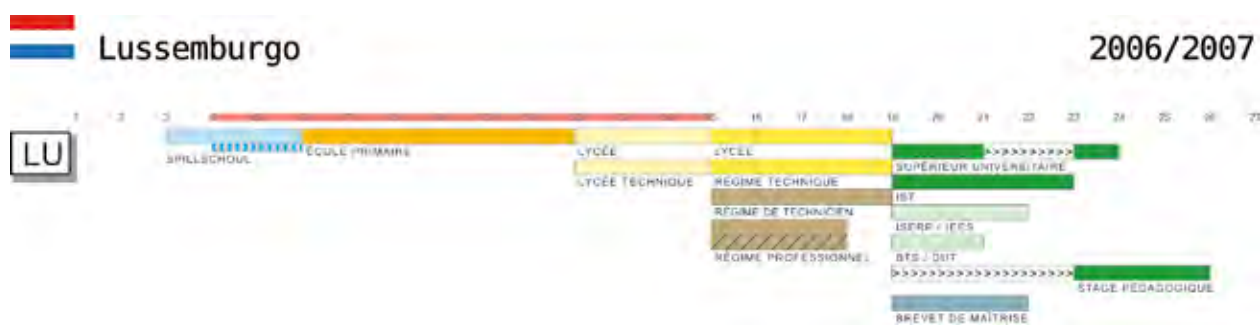 Lussemburgo 2006/2007
1 2 3 16 17 18 19 20 21 22 23 24 25 26 27
LU
SPILLSCHOUL ÉCOLE PRIMAIRE LYCÉE LYCÉE
SUPÉRIEUR UNIVERSITAIRE
LYCÉE TECHNIQUE RÉGIME TECHNIQUE
IST
RÉGIME DE TECHNICIEN
ISERP / IEES
RÉGIME PROFESSIONNEL BTS / DUT
STAGE PÉDAGOGIQUE
BREVET DE MAÎTRISE